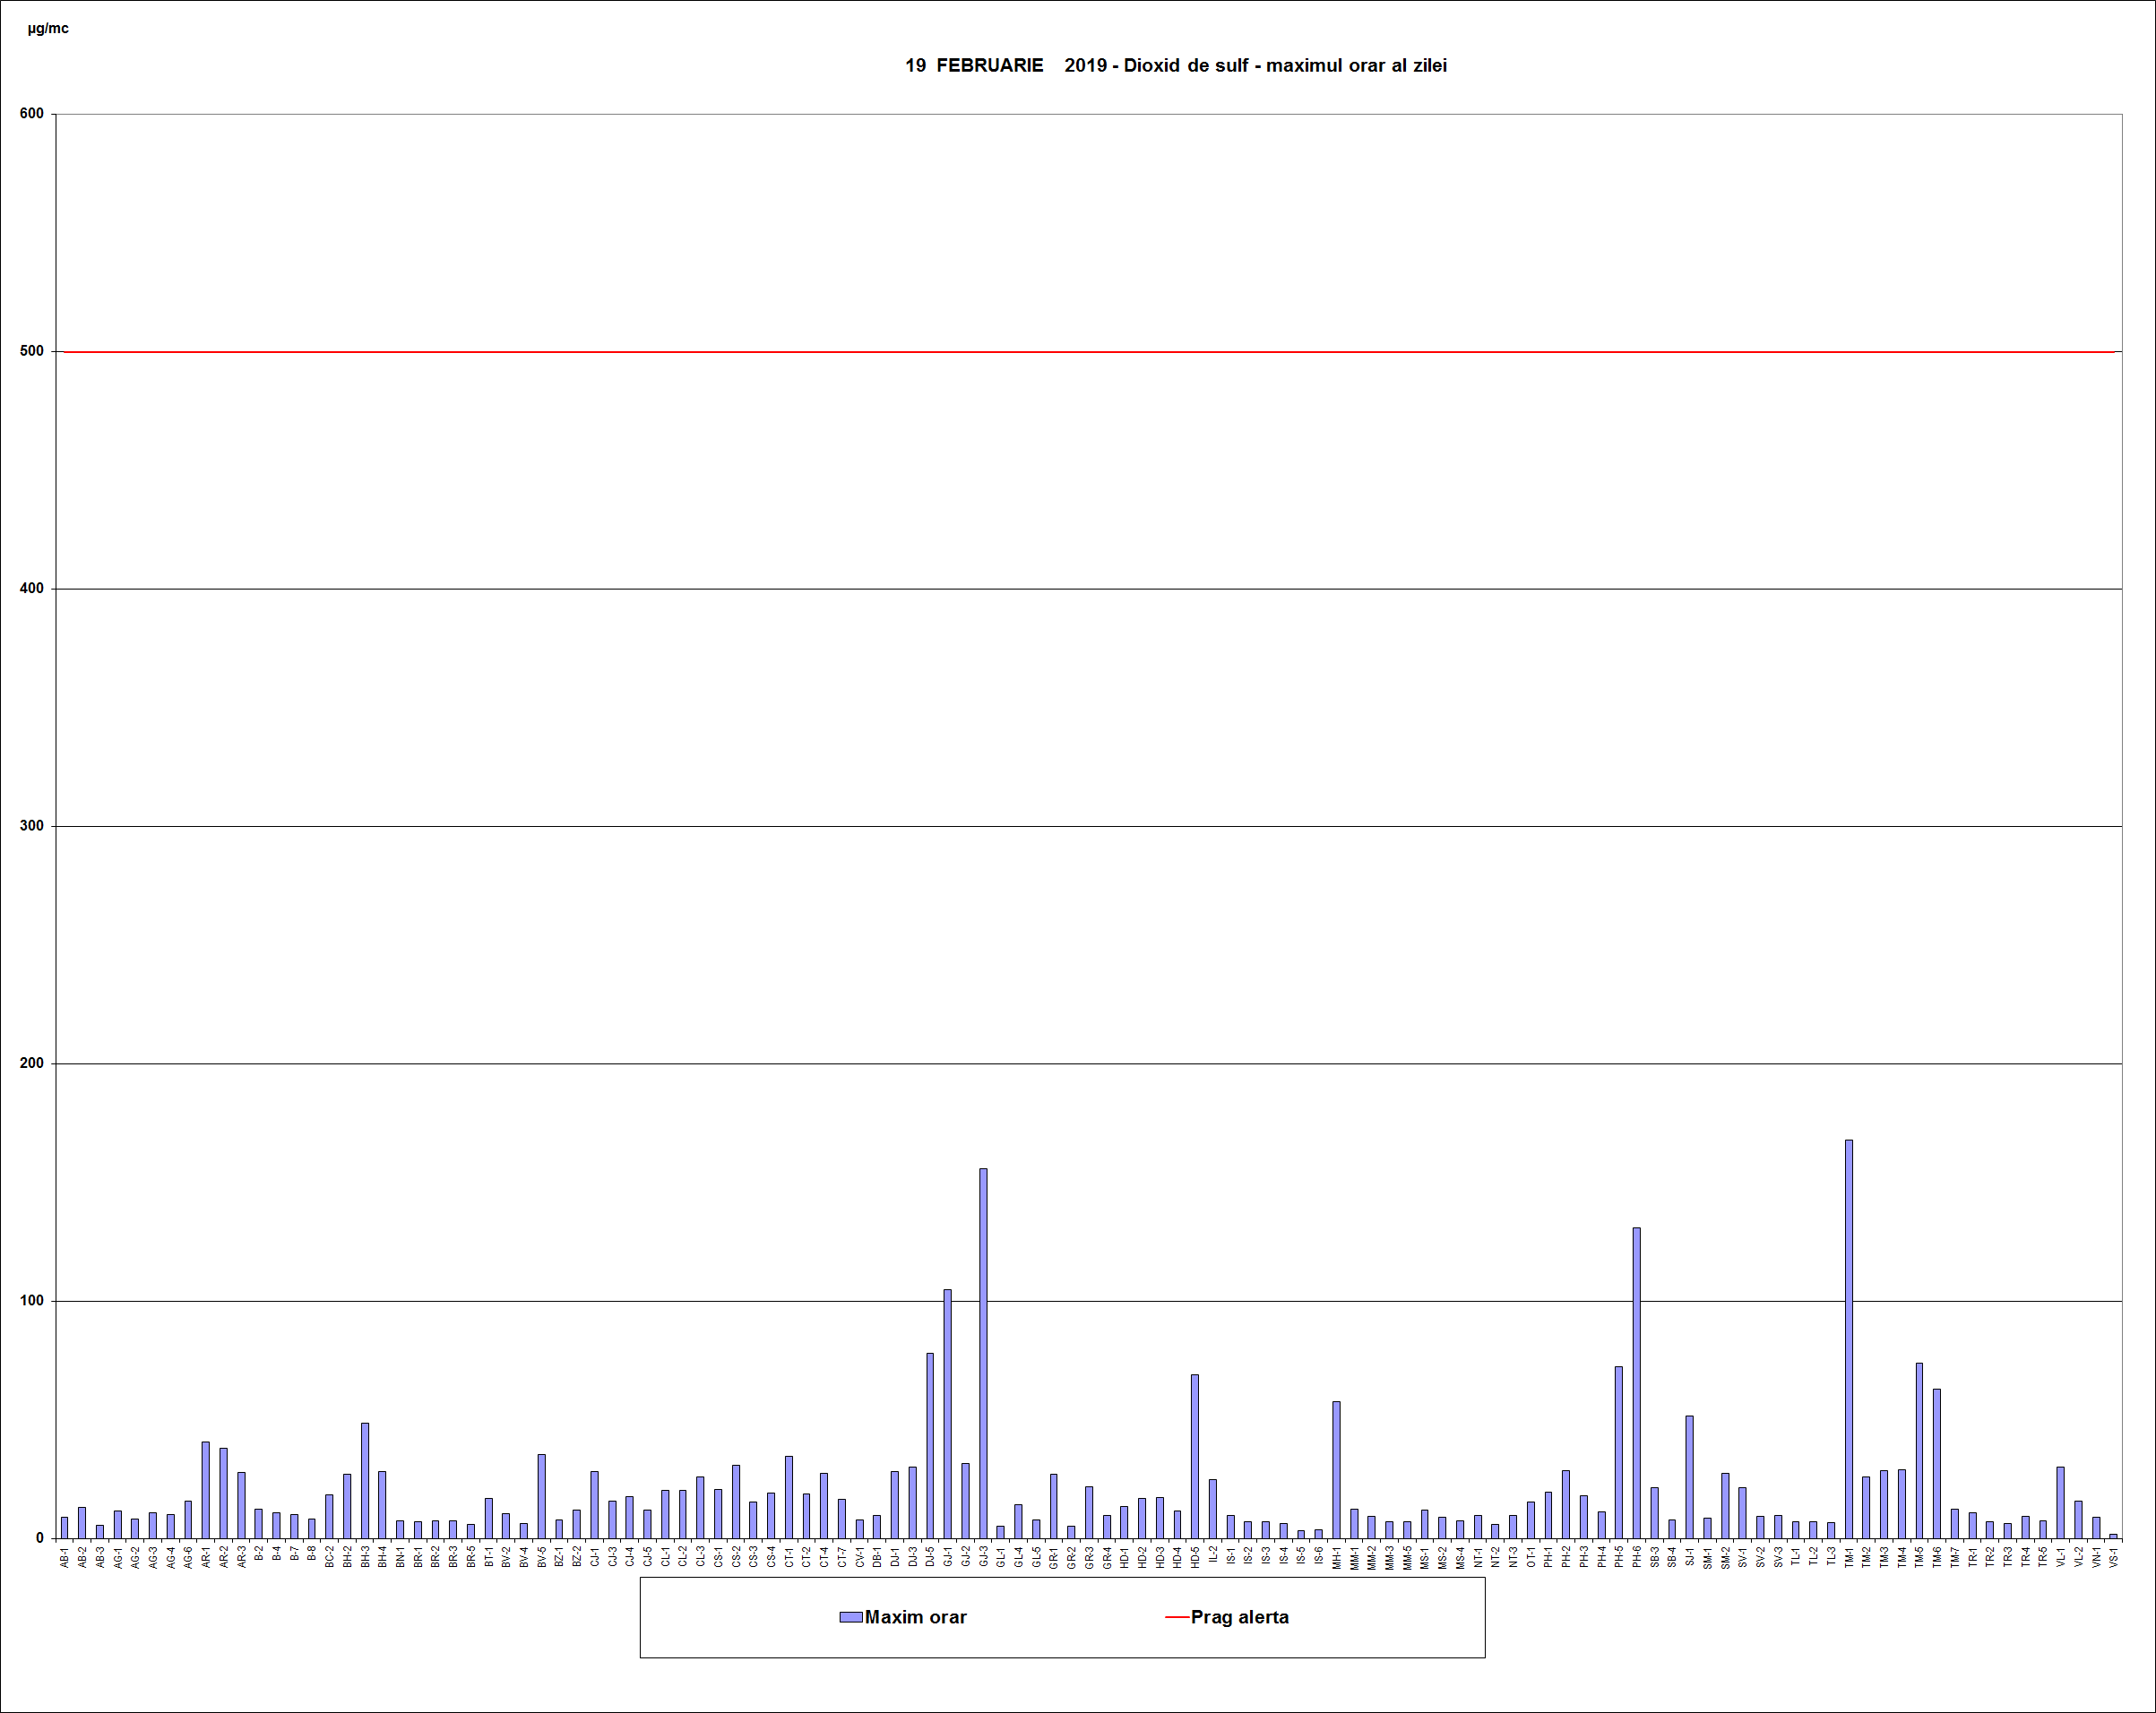 µg/mc
19 FEBRUARIE 2019 - Dioxid de sulf - maximul orar al zilei
600
500
400
300
200
100
0
AB-1 AB-2 AB-3 AG-1 AG-2 AG-3 AG-4 AG-6 AR-1 AR-2 AR-3 B-2 B-4 B-7 B-8 BC-2 BH-2 BH-3 BH-4 BN-1 BR-1 BR-2 BR-3 BR-5 BT-1 BV-2 BV-4 BV-5 BZ-1 BZ-2 CJ-1 CJ-3 CJ-4 CJ-5 CL-1 CL-2 CL-3 CS-1 CS-2 CS-3 CS-4 CT-1 CT-2 CT-4 CT-7 CV-1 DB-1 DJ-1 DJ-3 DJ-5 GJ-1 GJ-2 GJ-3 GL-1 GL-4 GL-5 GR-1 GR-2 GR-3 GR-4 HD-1 HD-2 HD-3 HD-4 HD-5 IL-2 IS-1 IS-2 IS-3 IS-4 IS-5 IS-6 MH-1 MM-1 MM-2 MM-3 MM-5 MS-1 MS-2 MS-4 NT-1 NT-2 NT-3 OT-1 PH-1 PH-2 PH-3 PH-4 PH-5 PH-6 SB-3 SB-4 SJ-1 SM-1 SM-2 SV-1 SV-2 SV-3 TL-1 TL-2 TL-3 TM-1 TM-2 TM-3 TM-4 TM-5 TM-6 TM-7 TR-1 TR-2 TR-3 TR-4 TR-5 VL-1 VL-2 VN-1 VS-1
Maxim orar Prag alerta